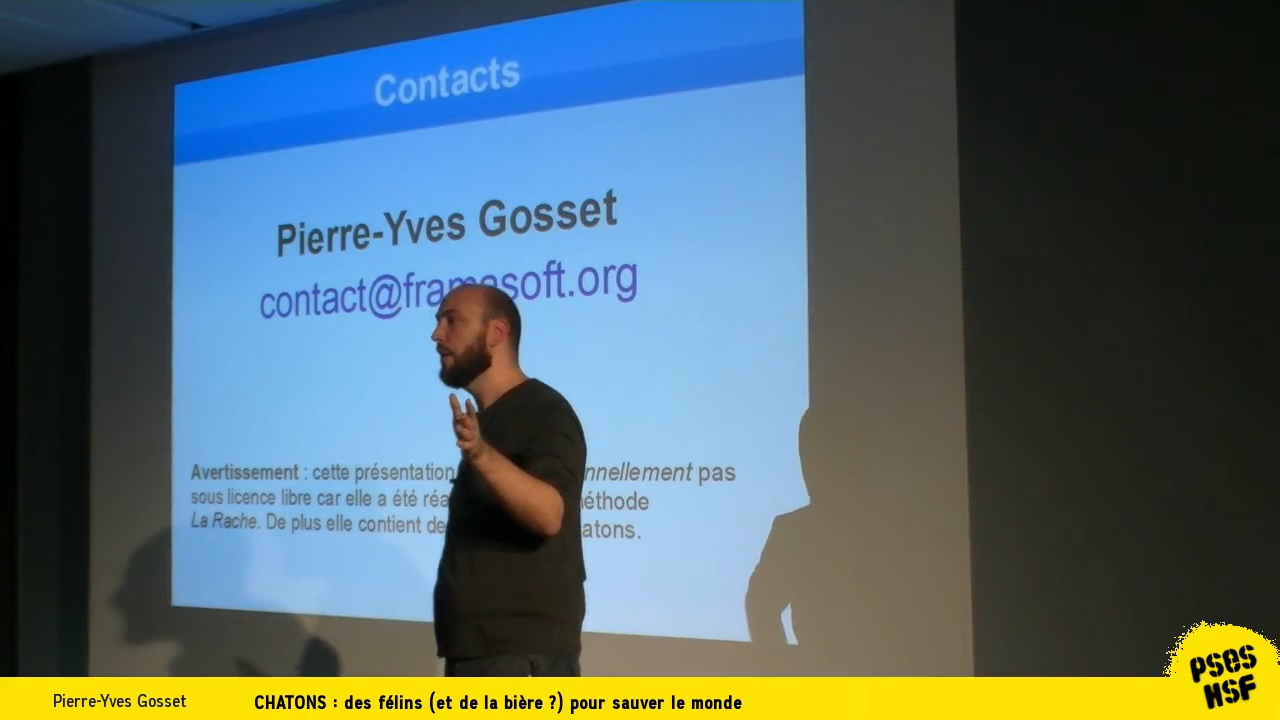 Contacts
Pierre-Yves Gosset
contact@framasoft.org
Avertissement : cette présentation nnellement pas
sous licence libre car elle a été réa éthode
La Rache. De plus elle contient de atons.
Pierre-Yves Gosset CHATONS : des félins (et de la bière ?) pour sauver le monde
PSES
HSF